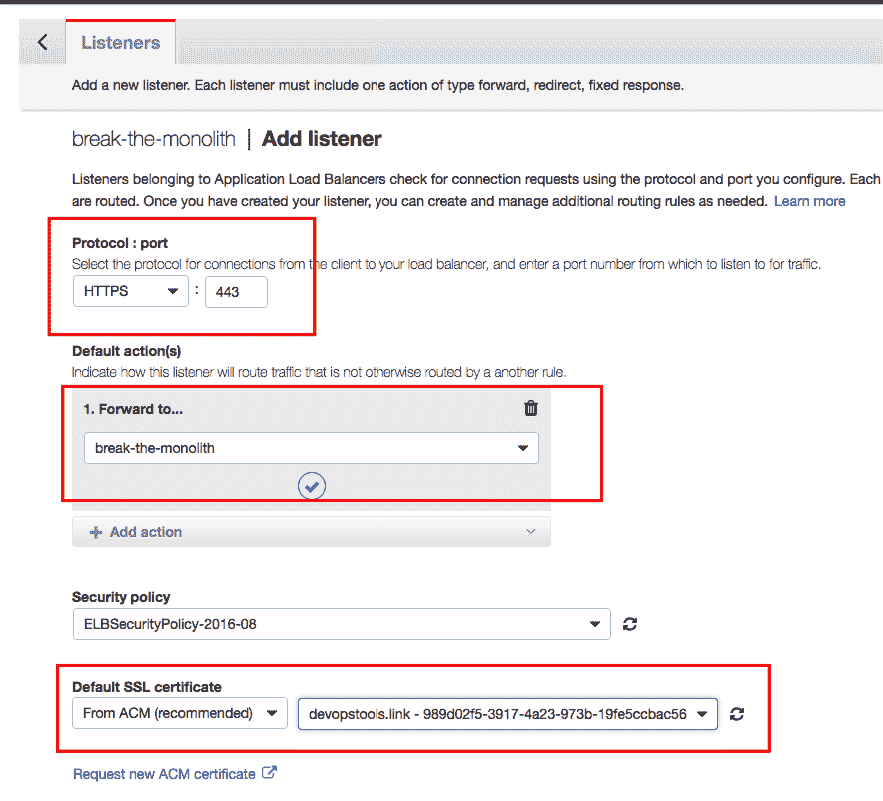 Listeners
Add a new listener. Each listener must include one action of type forward, redirect, fixed response.
break-the-monolith | Add listener
Listeners belonging to Application Load Balancers check for connection requests using the protocol and port you configure. Each
are routed. Once you have created your listener, you can create and manage additional routing rules as needed. Learn more
Protocol : port
Select the protocol for connections from the client to your load balancer, and enter a port number from which to listen to for traffic.
HTTPS : 443
Default action(s)
Indicate how this listener will route traffic that is not otherwise routed by a another rule.
1. Forward to...
break-the-monolith
Add action
Security policy
ELBSecurityPolicy-2016-08
Default SSL certificate
From ACM (recommended) devopstools.link - 989d02f5-3917-4a23-973b-19fe5ccbac56
Request new ACM certificate